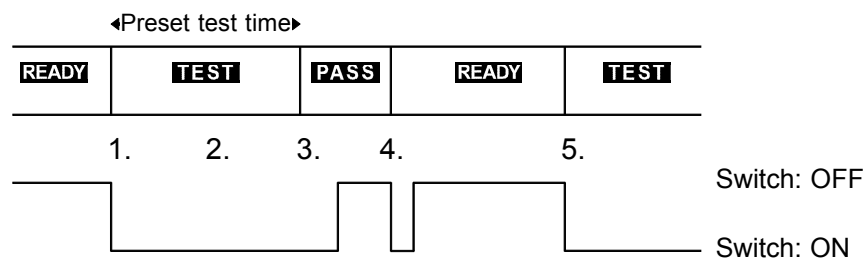 Preset test time
READY TEST PASS READY TEST
1. 2. 3. 4. 5.
Switch: OFF
Switch: ON